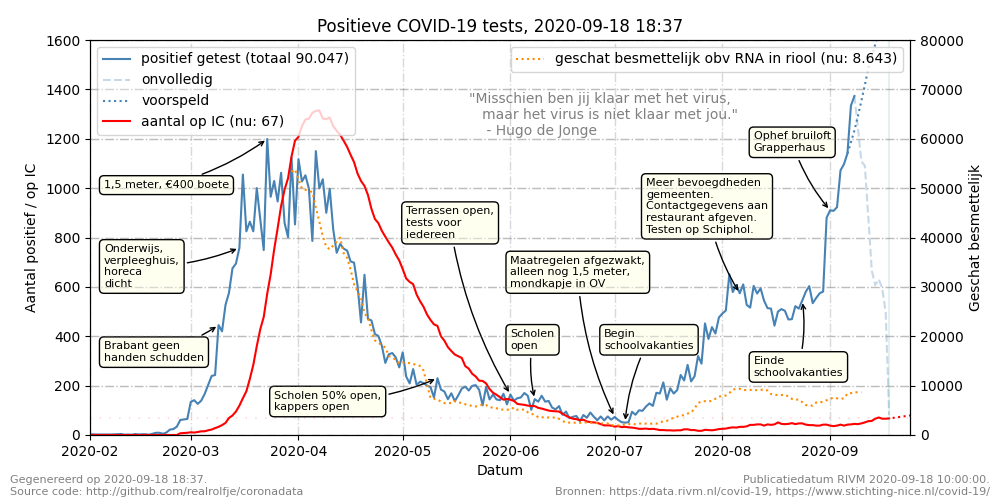 Positieve COVID-19 tests, 2020-09-18 18:37
positief getest (totaal 90.047)
onvolledig
voorspeld
aantal op IC (nu: 67)
geschat besmettelijk obv RNA in riool (nu: 8.643)
"Misschien ben jij klaar met het virus,
maar het virus is niet klaar met jou."
- Hugo de Jonge
1600
1400
1200
1000
800
600
400
200
0
Aantal positief / op IC
80000
70000
60000
50000
40000
30000
20000
10000
0
Geschat besmettelijk
1,5 meter, €400 boete
Onderwijs,
verpleeghuis,
horeca
dicht
Brabant geen
handen schudden
Scholen 50% open,
kappers open
Terrassen open,
tests voor
iedereen
Maatregelen afgezwakt,
alleen nog 1,5 meter,
mondkapje in OV
Scholen
open
Begin
schoolvakanties
Meer bevoegdheden
gemeenten.
Contactgegevens aan
restaurant afgeven.
Testen op Schiphol.
Ophef bruiloft
Grapperhaus
Einde
schoolvakanties
2020-02
2020-03
2020-04
2020-05
2020-06
2020-07
2020-08
2020-09
Datum
Gegenereerd op 2020-09-18 18:37.
Source code: http://github.com/realrolfje/coronadata
Publicatiedatum RIVM 2020-09-18 10:00:00.
Bronnen: https://data.rivm.nl/covid-19, https://www.stichting-nice.nl/covid-19/